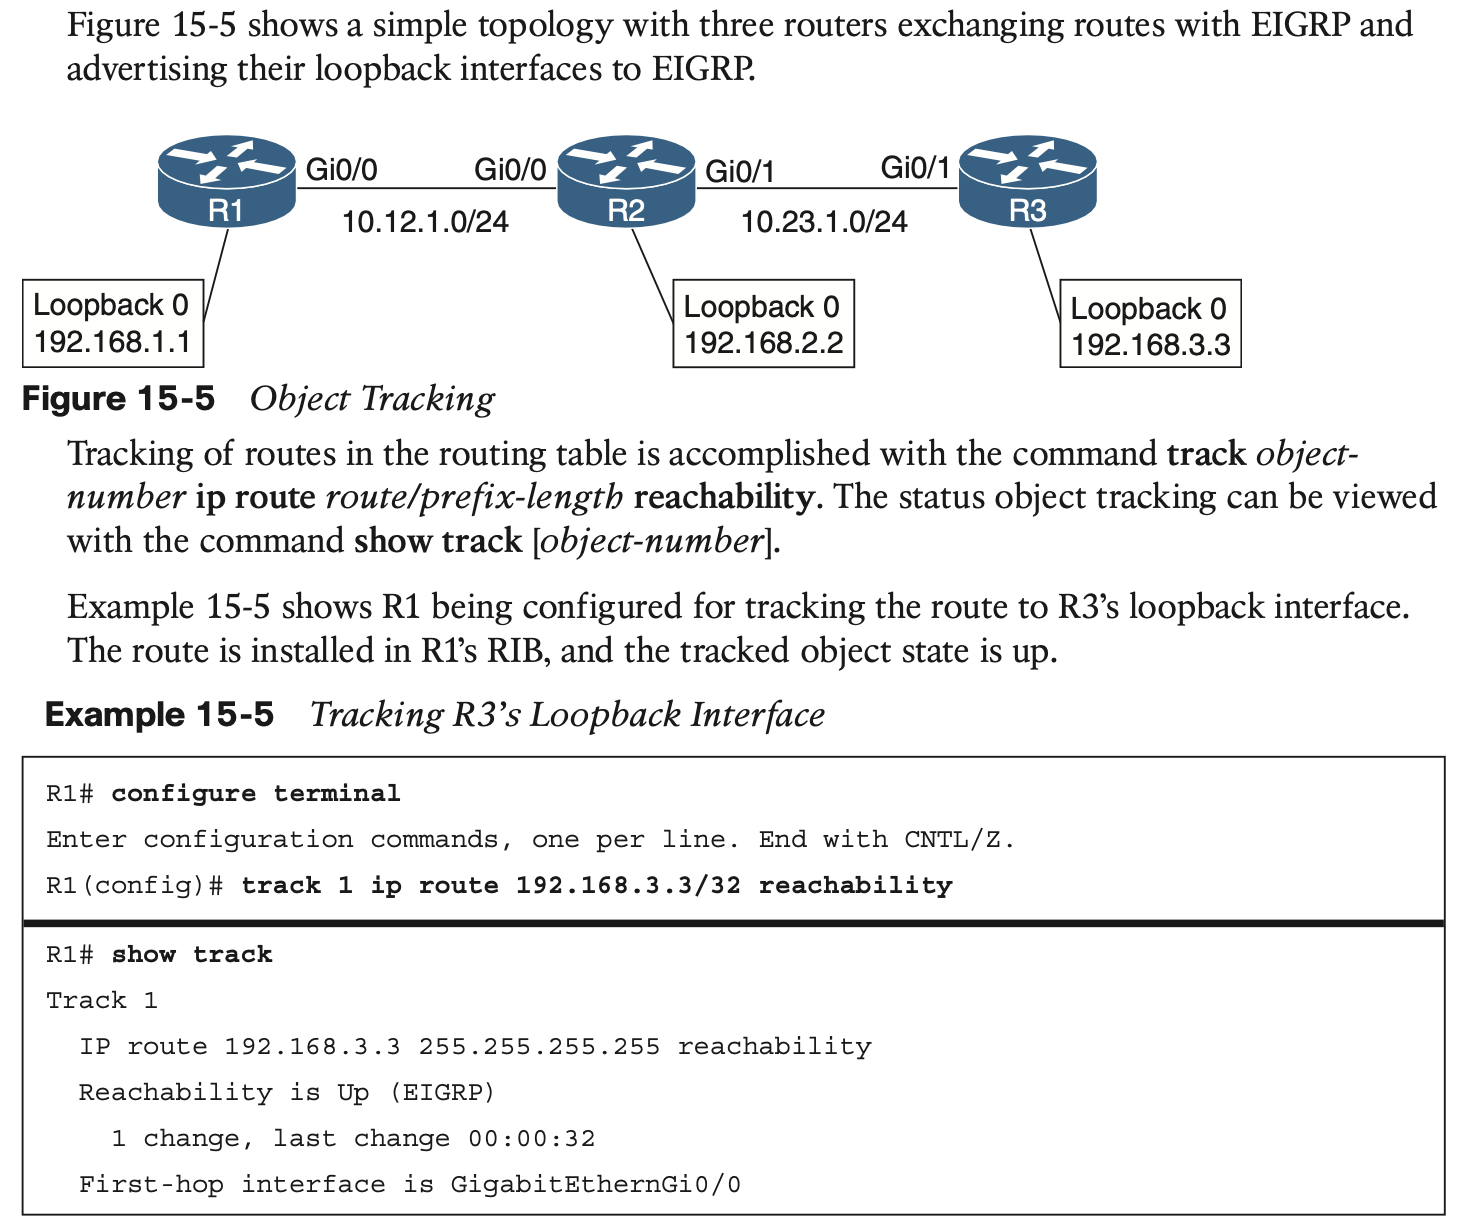 Figure 15-5 shows a simple topology with three routers exchanging routes with EIGRP and
advertising their loopback interfaces to EIGRP.
Gi0/0
Gi0/0
Gi0/1
Gi0/1
R1
R2
R3
10.12.1.0/24
10.23.1.0/24
Loopback 0
192.168.1.1
Loopback 0
192.168.2.2
Loopback 0
192.168.3.3
Figure 15-5 Object Tracking
Tracking of routes in the routing table is accomplished with the command track object-
number ip route route/prefix-length reachability. The status object tracking can be viewed
with the command show track [object-number].
Example 15-5 shows R1 being configured for tracking the route to R3's loopback interface.
The route is installed in R1's RIB, and the tracked object state is up.
Example 15-5 Tracking R3's Loopback Interface
R1# configure terminal
Enter configuration commands, one per line. End with CNTL/Z.
R1(config)# track 1 ip route 192.168.3.3/32 reachability
R1# show track
Track 1
IP route 192.168.3.3 255.255.255.255 reachability
Reachability is Up (EIGRP)
1 change, last change 00:00:32
First-hop interface is GigabitEthernGi0/0